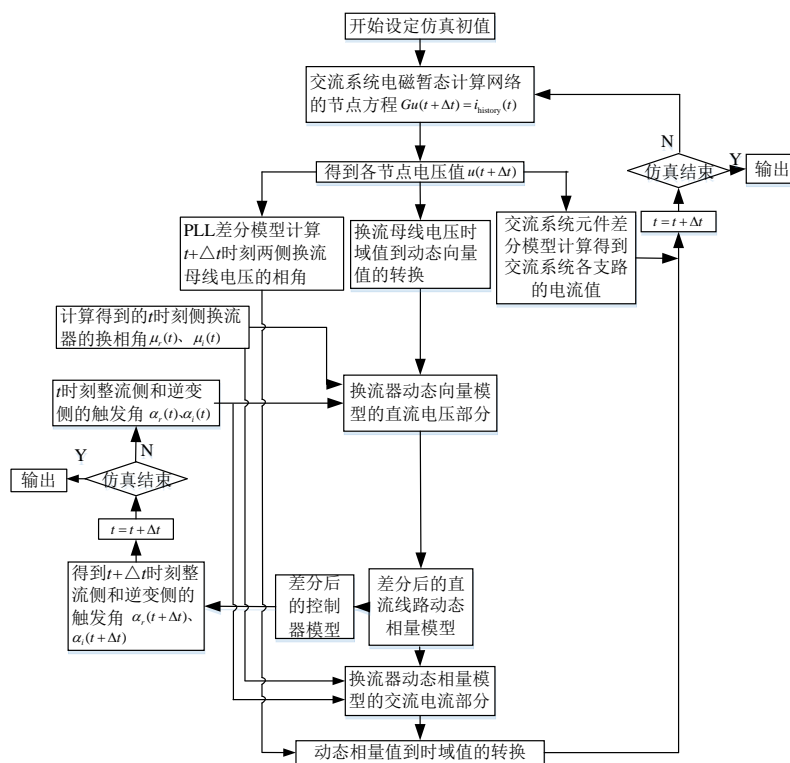 开始设定仿真初值
交流系统电磁暂态计算网络
的节点方程 Gu(t+Δt)=i_history(t)
N
仿真结束
Y
输出
得到各节点电压值 u(t+Δt)
t=t+Δt
PLL差分模型计算
t+△t时刻两侧换流
母线电压的相角
换流母线电压时
域值到动态向量
值的转换
交流系统元件差
分模型计算得到
交流系统各支路
的电流值
计算得到的t时刻侧换流
器的换相角 μ_r(t)、 μ_i(t)
t时刻整流侧和逆变
侧的触发角 α_r(t)、α_i(t)
换流器动态向量模
型的直流电压部分
Y
N
输出
仿真结束
t=t+Δt
得到t+△t时刻整
流侧和逆变侧的
触发角 α_r(t+Δt)、
α_i(t+Δt)
差分后
的控制
器模型
差分后的直
流线路动态
相量模型
换流器动态相量模
型的交流电流部分
动态相量值到时域值的转换